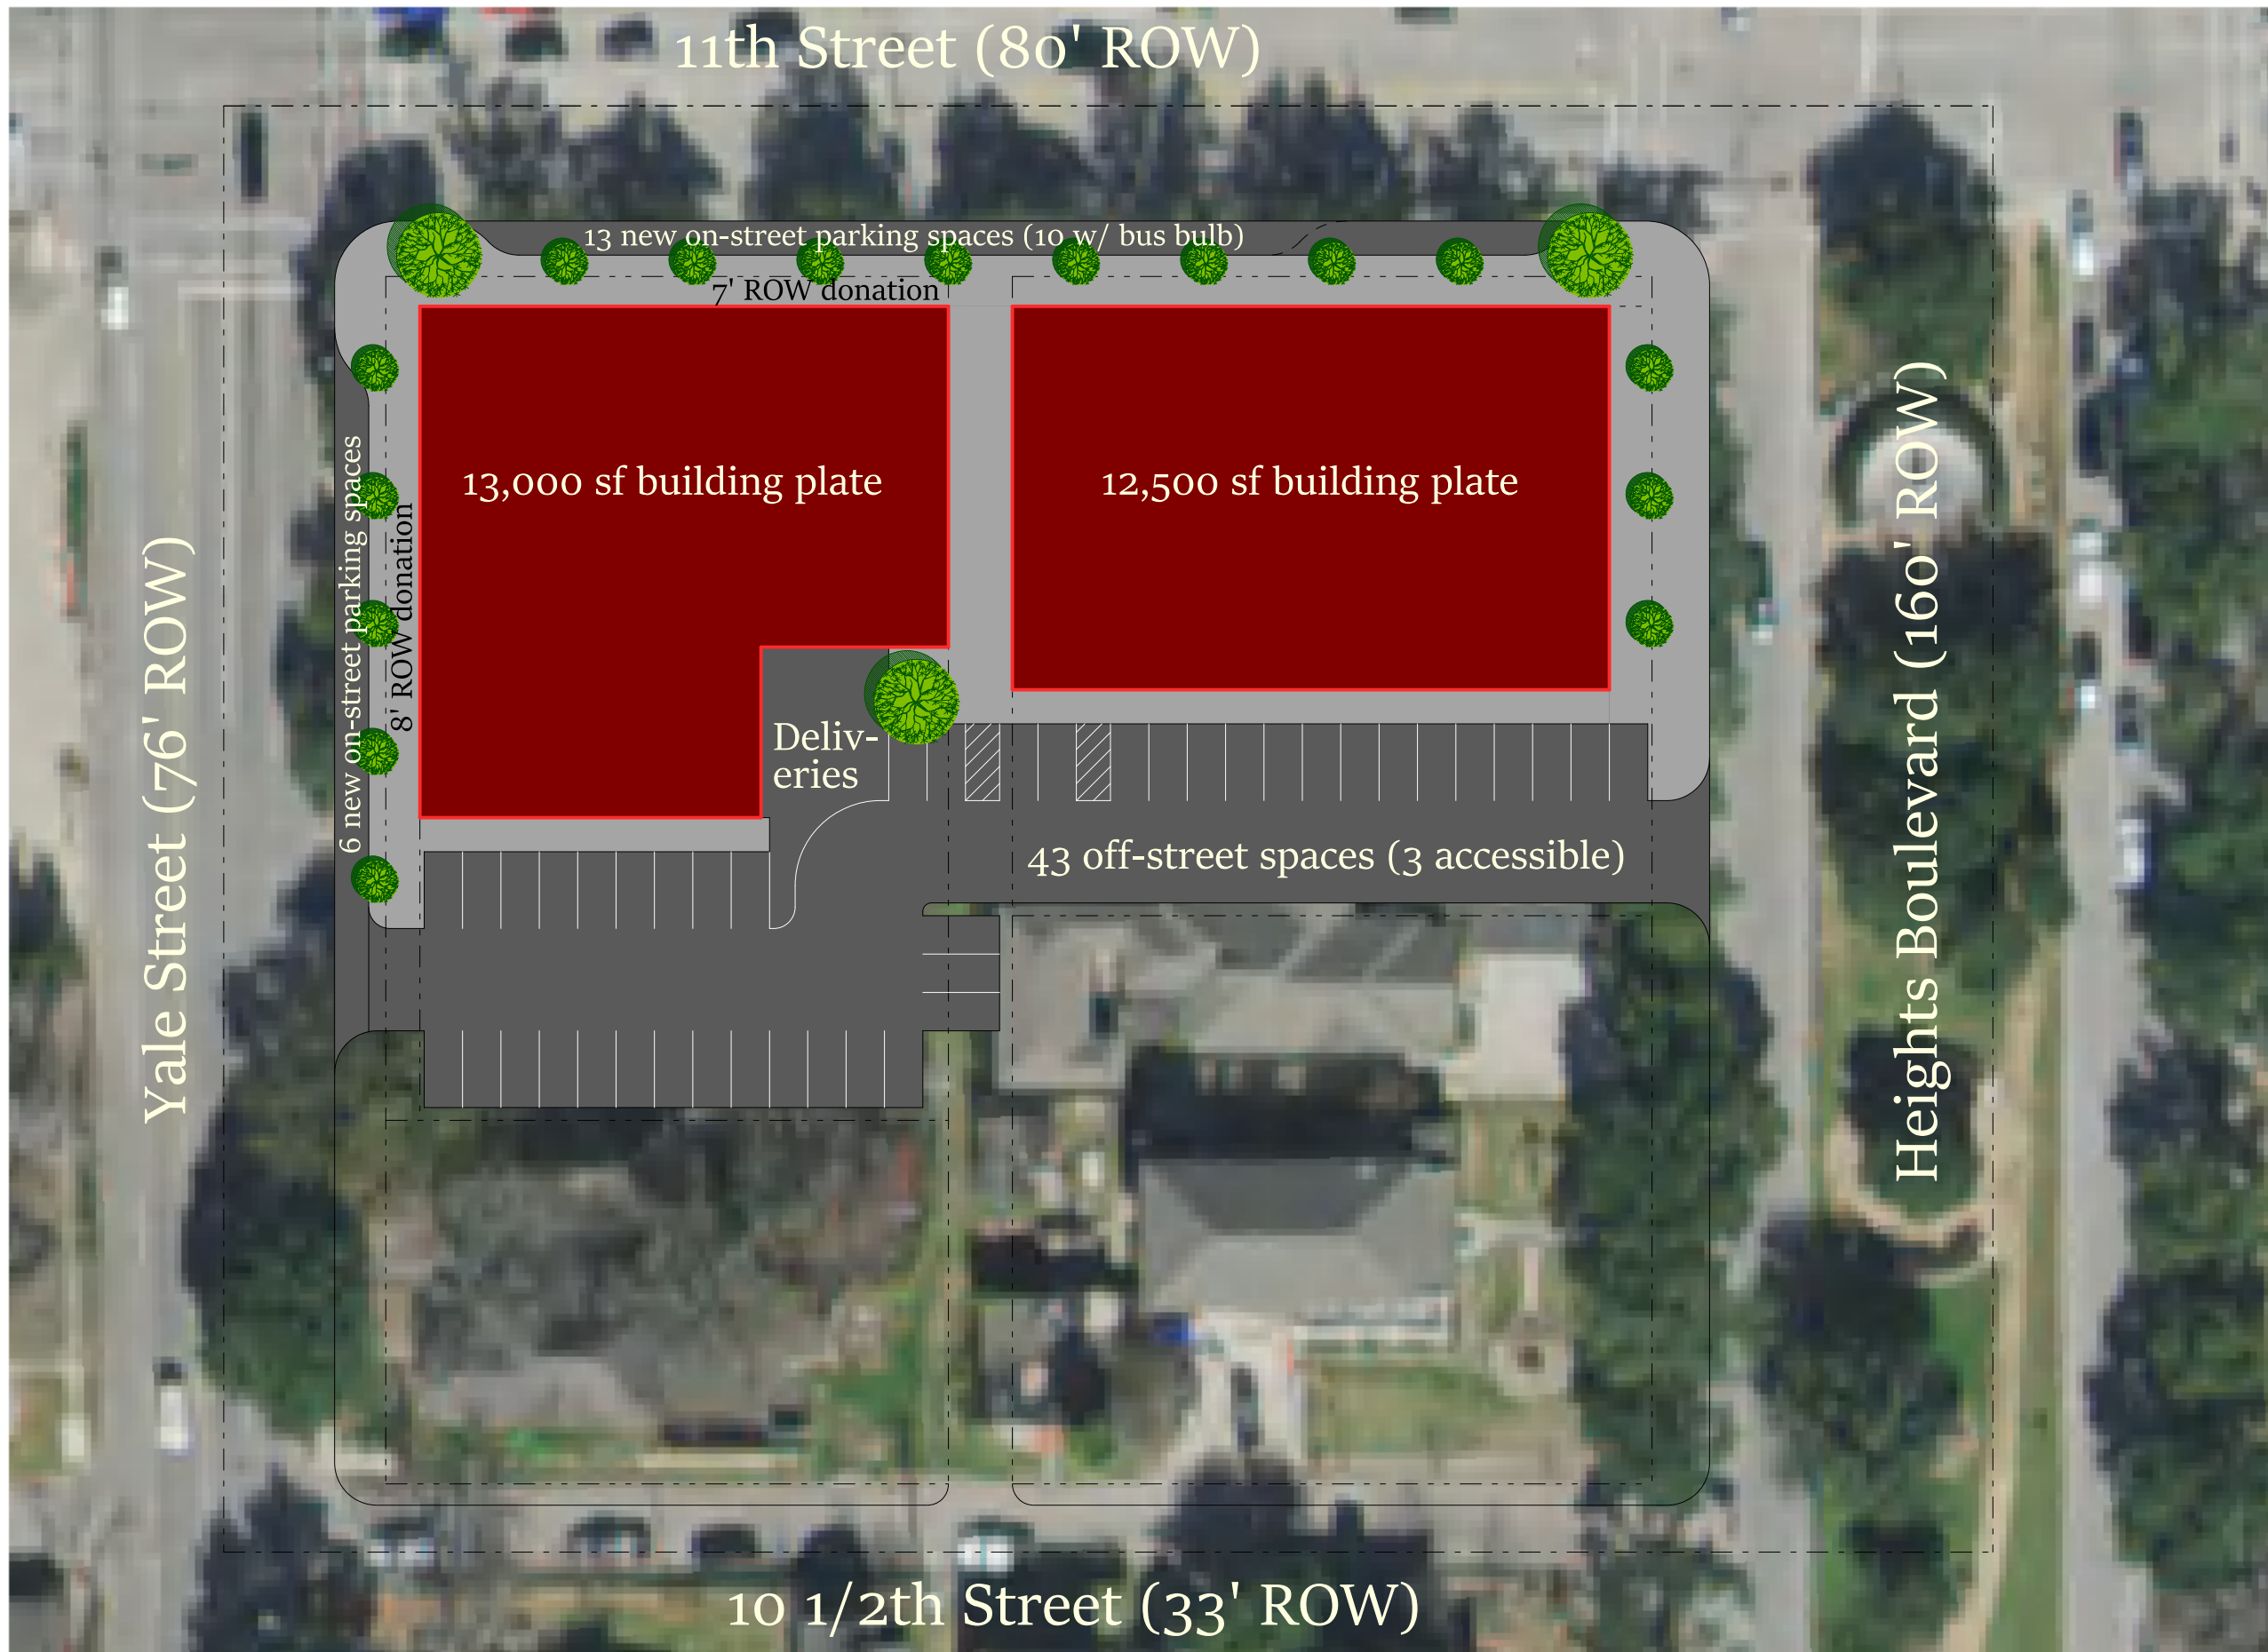 11th Street (80' ROW)
13 new on-street parking spaces (10 w/ bus bulb)
7' ROW donation
13,000 sf building plate
12,500 sf building plate
6 new on-street parking spaces
8' ROW donation
Yale Street (76' ROW)
Heights Boulevard (160' ROW)
Deliv-
eries
43 off-street spaces (3 accessible)
10 1/2th Street (33' ROW)